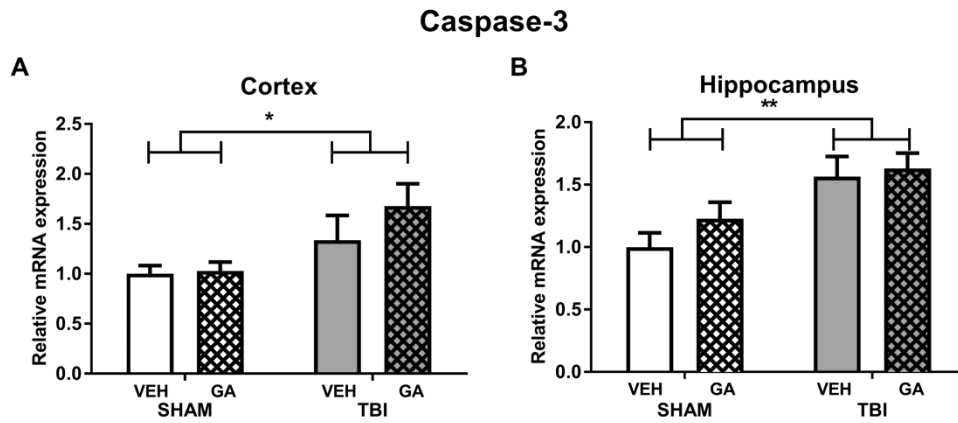 Caspase-3
A
Cortex
*
Relative mRNA expression
2.5
2.0
1.5
1.0
0.5
0.0
VEH GA VEH GA
SHAM TBI
B
Hippocampus
**
Relative mRNA expression
2.0
1.5
1.0
0.5
0.0
VEH GA VEH GA
SHAM TBI